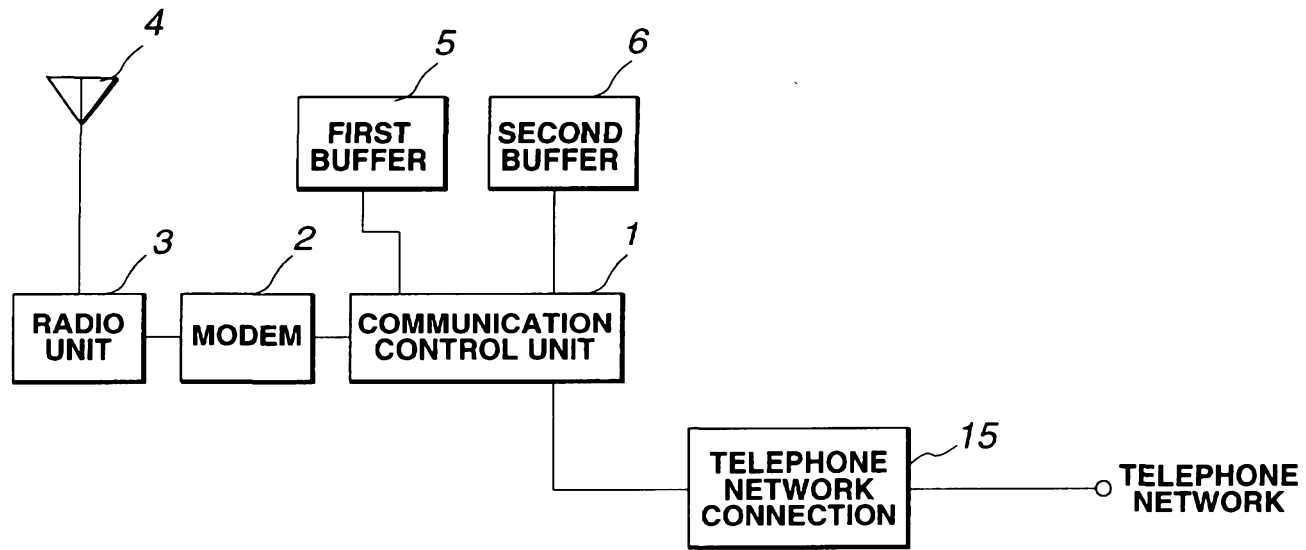 4
5
6
FIRST
BUFFER
SECOND
BUFFER
3
2
1
RADIO
UNIT
MODEM
COMMUNICATION
CONTROL UNIT
15
TELEPHONE
NETWORK
CONNECTION
TELEPHONE
NETWORK